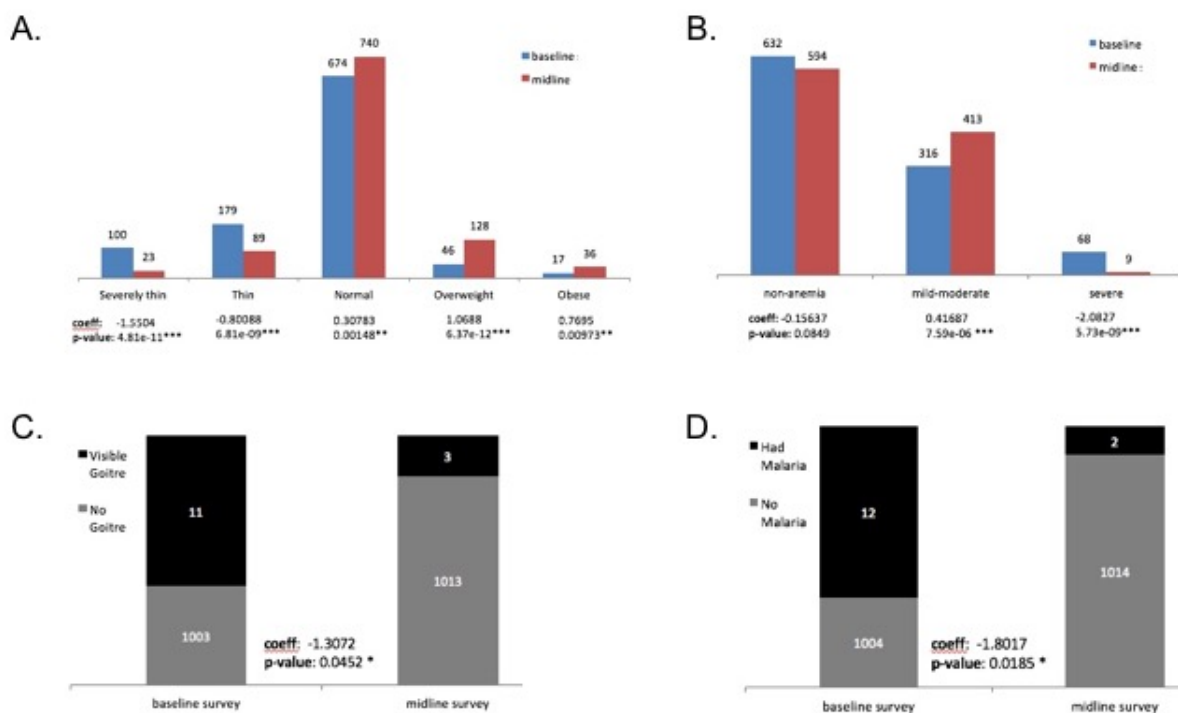 A.
baseline :
midline
100
23
179
89
674
740
46
128
17
36
Severely thin Thin Normal Overweight Obese
coeff: -1.5504 -0.80088 0.30783 1.0688 0.7695
p-value: 4.81e-11*** 6.81e-09*** 0.00148** 6.37e-12*** 0.00973**
B.
baseline
midline :
632
594
316
413
68
9
non-anemia mild-moderate severe
coeff: -0.15637 0.41687 -2.0827
p-value: 0.0849 7.59e-06 *** 5.73e-09***
C.
Visible
Goitre
No
Goitre
11
1003
3
1013
coeff: -1.3072
p-value: 0.0452 *
baseline survey midline survey
D.
Had
Malaria
No
Malaria
12
1004
2
1014
coeff: -1.8017
p-value: 0.0185 *
baseline survey midline survey